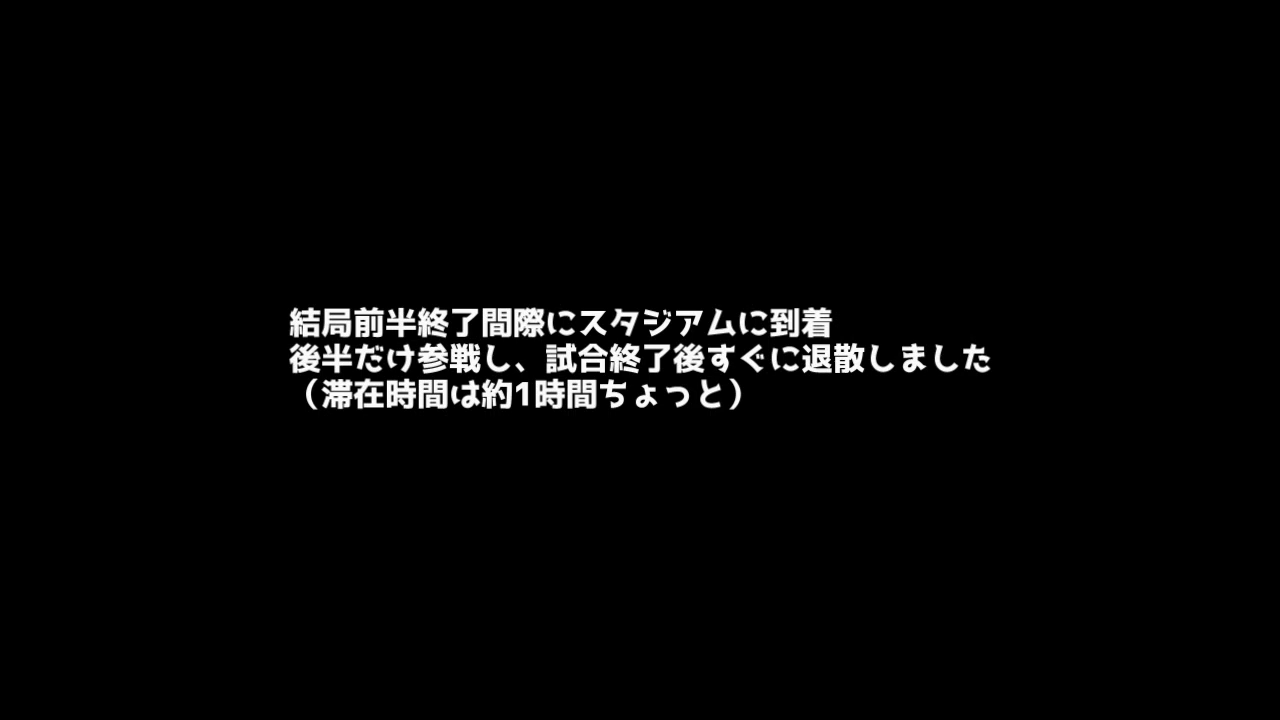 結局前半終了間際にスタジアムに到着
後半だけ参戦し、試合終了後すぐに退散しました
（滞在時間は約1時間ちょっと）